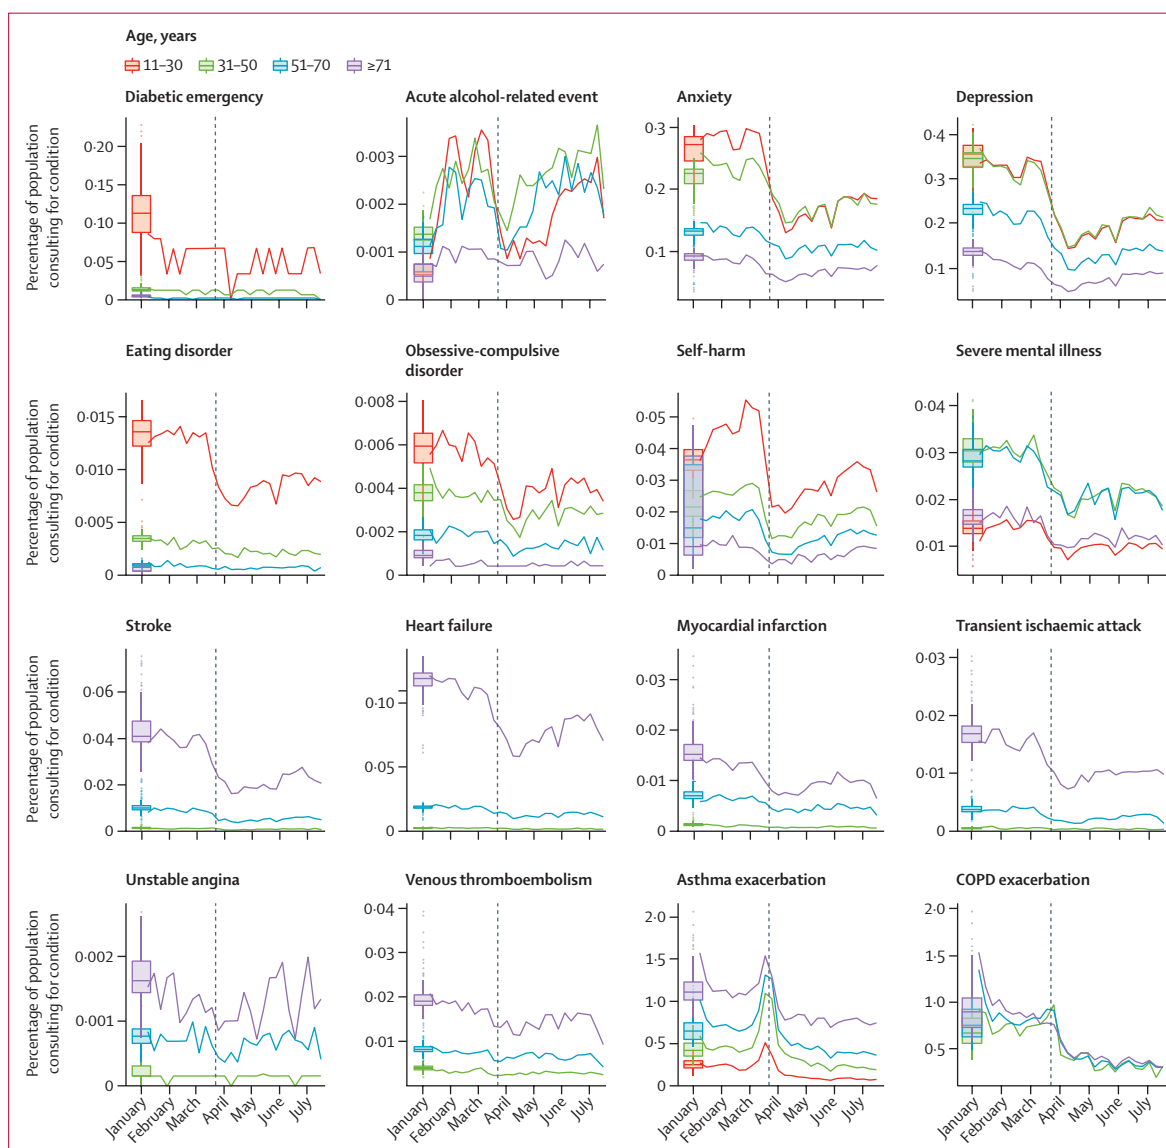 Age, years
11–30 31–50 51–70 ≥71
Diabetic emergency
Acute alcohol-related event
Anxiety
Depression
Percentage of population
consulting for condition
0·20
0·15
0·10
0·05
0
0·003
0·002
0·001
0
0·3
0·2
0·1
0·4
0·3
0·2
0·1
Eating disorder
Obsessive-compulsive
disorder
Self-harm
Severe mental illness
Percentage of population
consulting for condition
0·015
0·010
0·005
0
0·008
0·006
0·004
0·002
0
0·05
0·04
0·03
0·02
0·01
0
0·04
0·03
0·02
0·01
Stroke
Heart failure
Myocardial infarction
Transient ischaemic attack
Percentage of population
consulting for condition
0·06
0·04
0·02
0
0·10
0·05
0
0·03
0·02
0·01
0
0·03
0·02
0·01
0
Unstable angina
Venous thromboembolism
Asthma exacerbation
COPD exacerbation
Percentage of population
consulting for condition
0·002
0·001
0
0·04
0·03
0·02
0·01
2·0
1·5
1·0
0·5
0
2·0
1·5
1·0
0·5
January
February
March
April
May
June
July
January
February
March
April
May
June
July
January
February
March
April
May
June
July
January
February
March
April
May
June
July